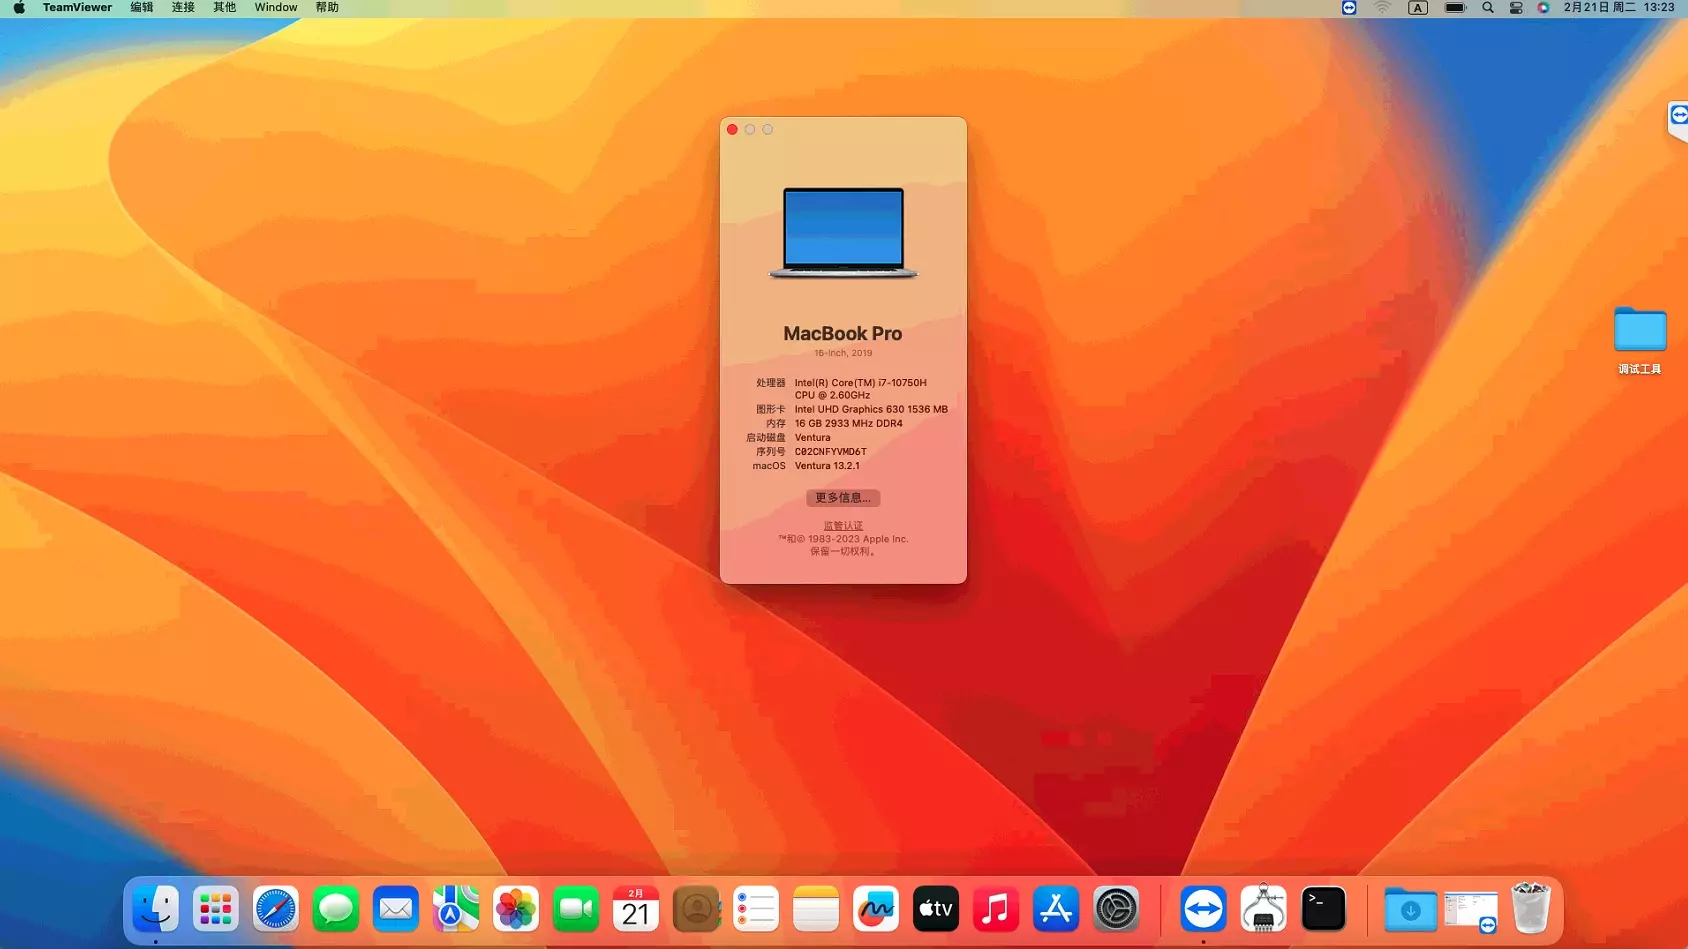 TeamViewer 编辑 连接 其他 Window 帮助
A 2月21日 周二 13:23
MacBook Pro
16-inch, 2019
处理器 Intel(R) Core(TM) i7-10750H
CPU @ 2.60GHz
图形卡 Intel UHD Graphics 630 1536 MB
内存 16 GB 2933 MHz DDR4
启动磁盘 Ventura
序列号 C02CNFYVMD6T
macOS Ventura 13.2.1
更多信息...
监管认证
™和© 1983-2023 Apple Inc.
保留一切权利。
调试工具
2月
21
tv
>_